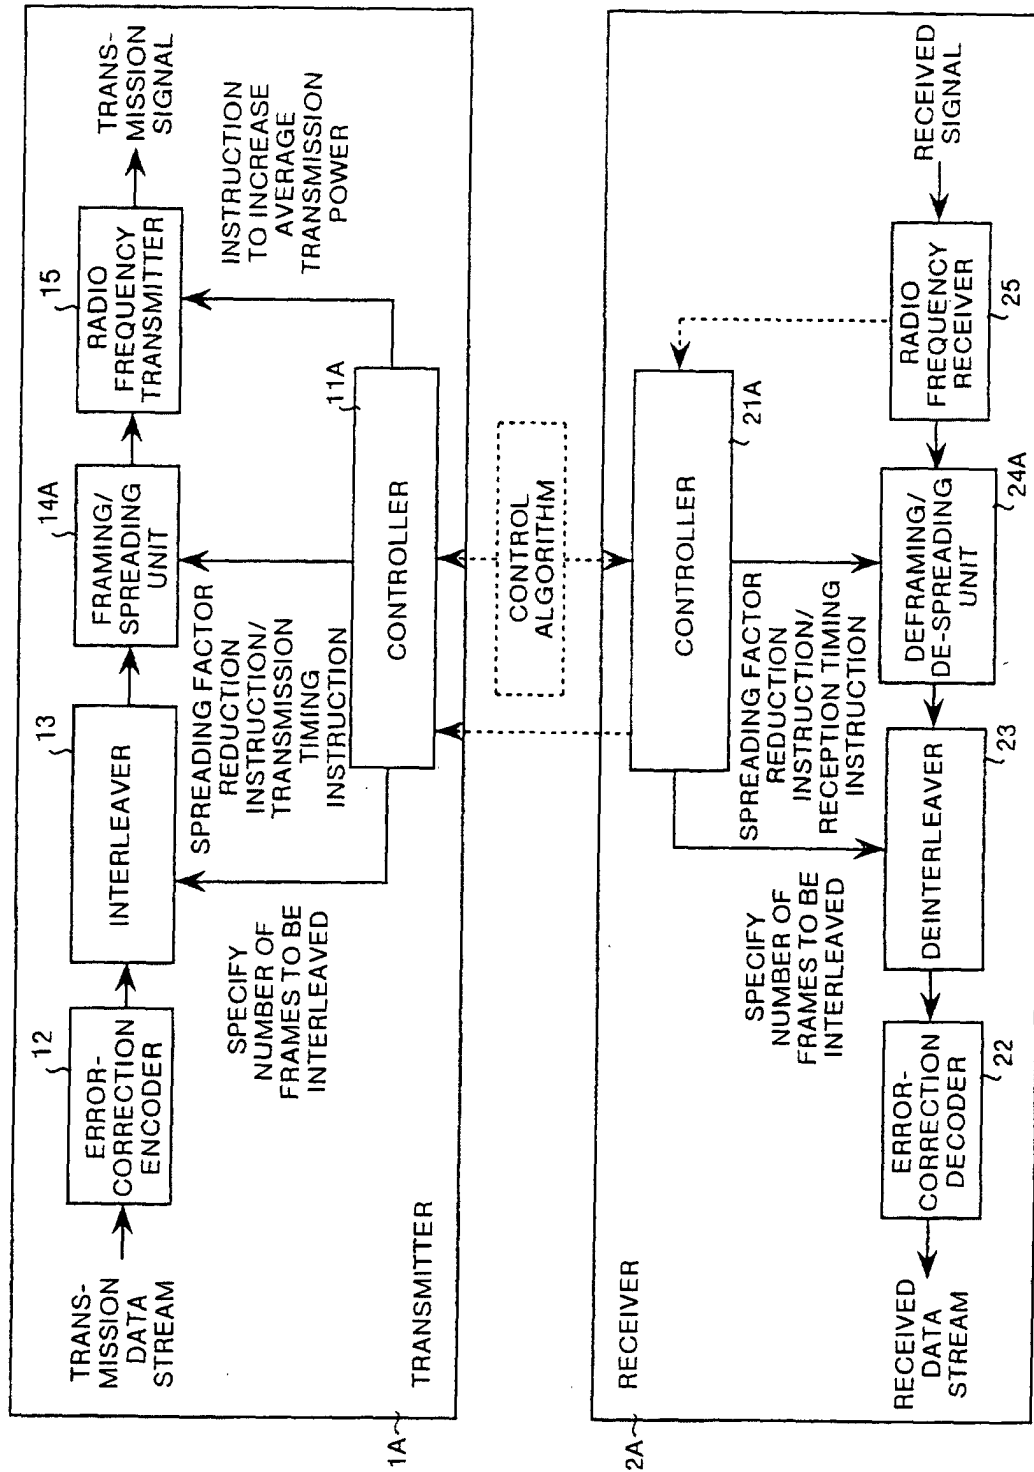 TRANS-
MISSION
DATA
STREAM
12
ERROR-
CORRECTION
ENCODER
13
INTERLEAVER
14A
FRAMING/
SPREADING
UNIT
15
RADIO
FREQUENCY
TRANSMITTER
TRANS-
MISSION
SIGNAL
SPECIFY
NUMBER OF
FRAMES TO BE
INTERLEAVED
SPREADING FACTOR
REDUCTION
INSTRUCTION/
TRANSMISSION
TIMING
INSTRUCTION
INSTRUCTION
TO INCREASE
AVERAGE
TRANSMISSION
POWER
11A
CONTROLLER
TRANSMITTER
1A
CONTROL
ALGORITHM
2A
RECEIVER
CONTROLLER
21A
SPECIFY
NUMBER OF
FRAMES TO BE
INTERLEAVED
SPREADING FACTOR
REDUCTION
INSTRUCTION/
RECEPTION TIMING
INSTRUCTION
RECEIVED
SIGNAL
RECEIVED
DATA
STREAM
ERROR-
CORRECTION
DECODER
22
DEINTERLEAVER
23
DEFRAMING/
DE-SPREADING
UNIT
24A
RADIO
FREQUENCY
RECEIVER
25